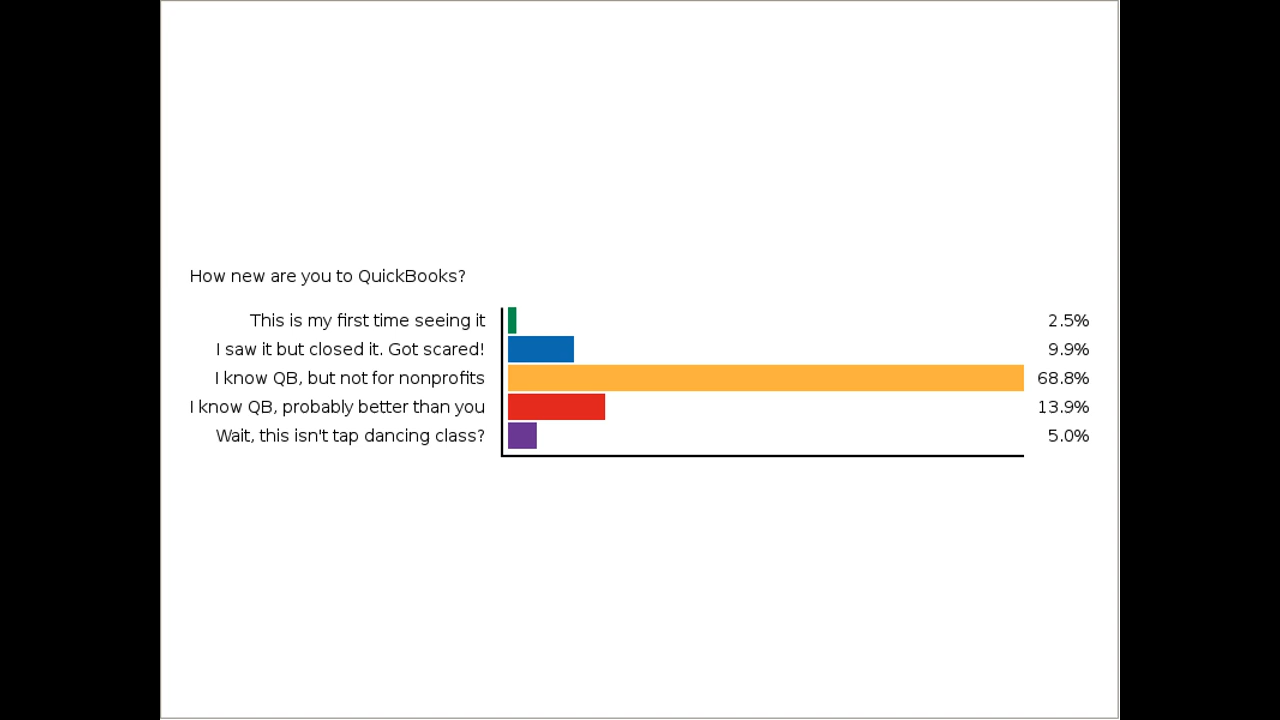 How new are you to QuickBooks?
This is my first time seeing it 2.5%
I saw it but closed it. Got scared! 9.9%
I know QB, but not for nonprofits 68.8%
I know QB, probably better than you 13.9%
Wait, this isn't tap dancing class? 5.0%